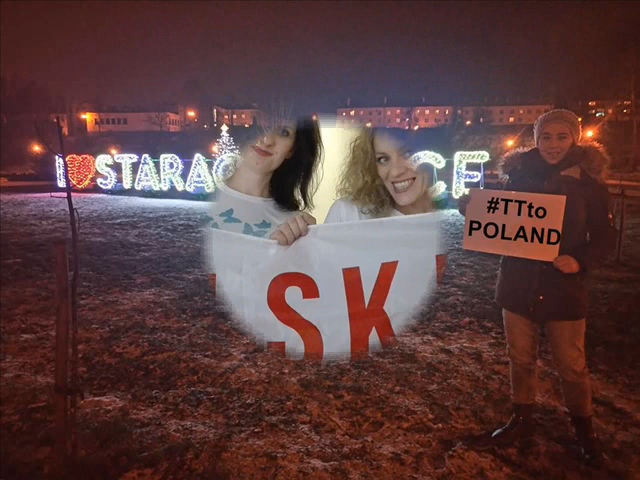 I ❤ STARAC CE
#TTto
POLAND
SK